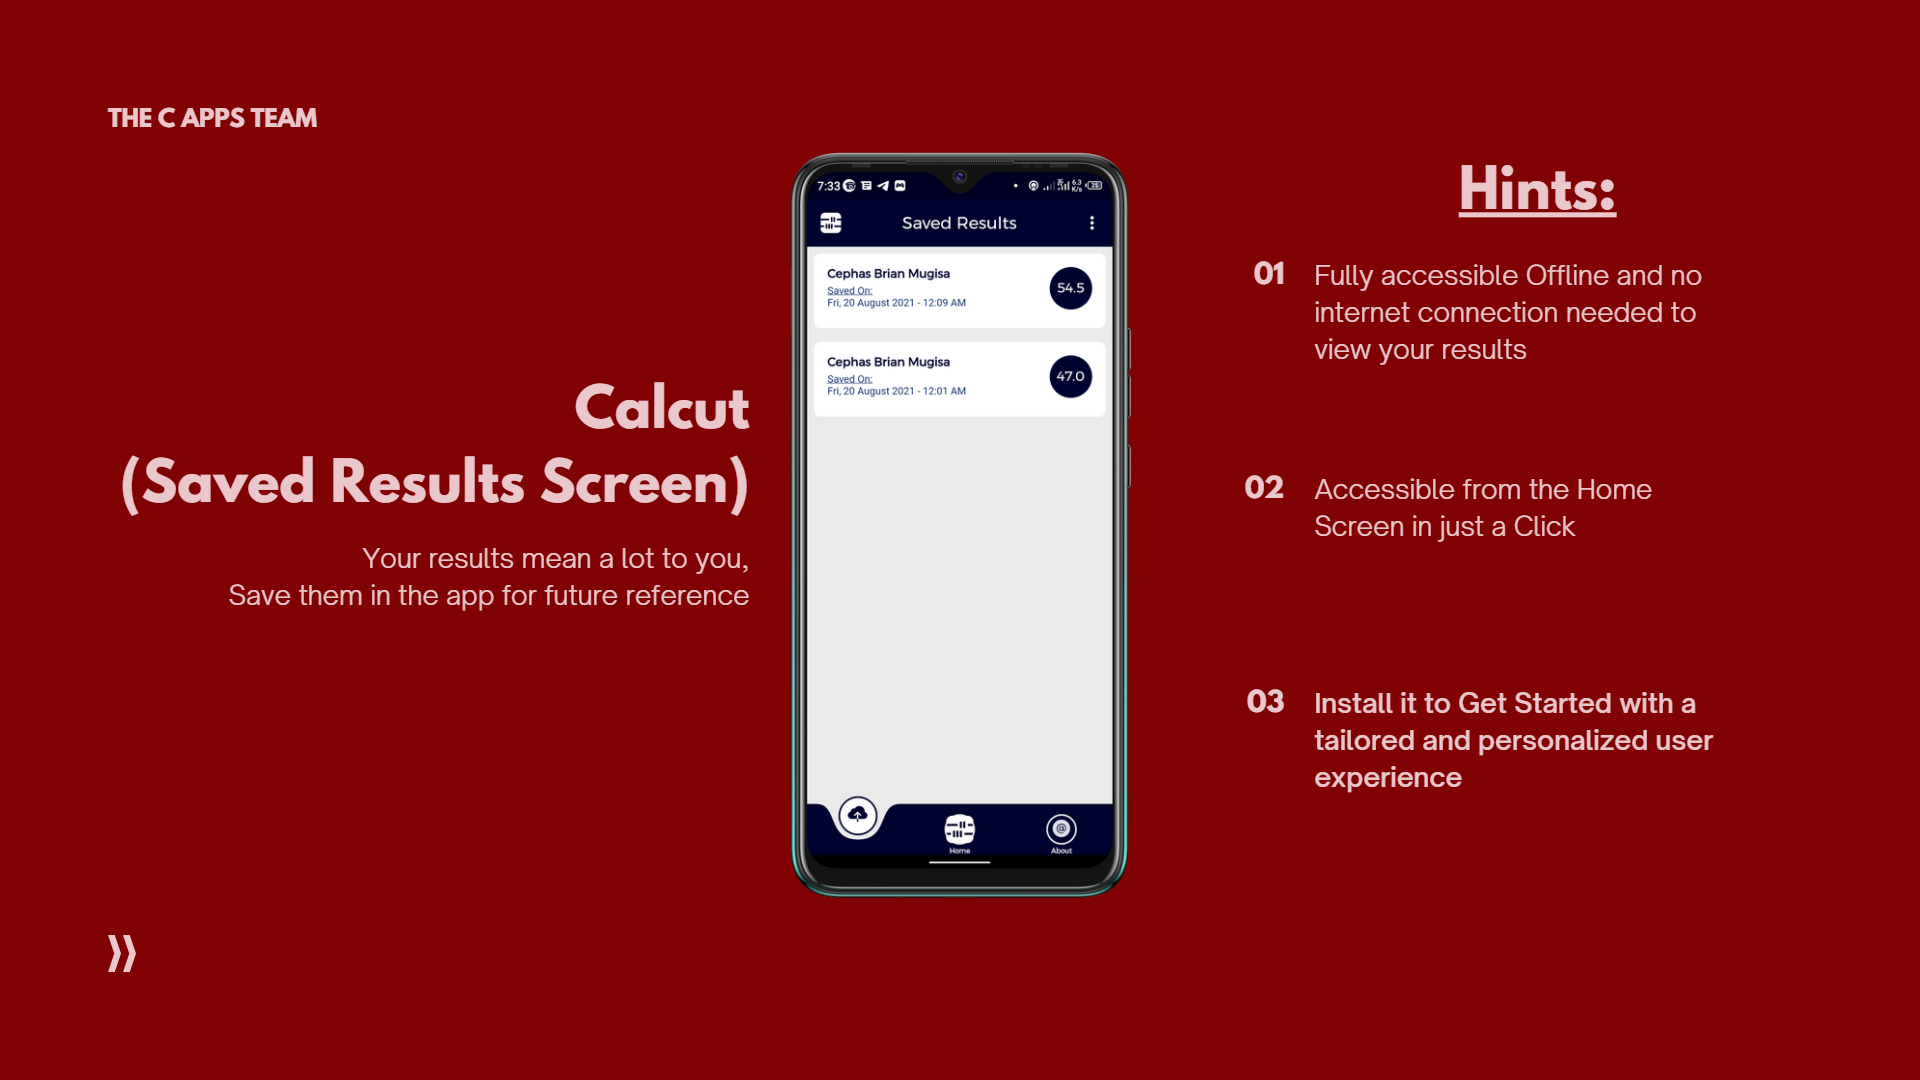 THE C APPS TEAM
Calcut
(Saved Results Screen)
Your results mean a lot to you,
Save them in the app for future reference
7:33
6.3
K/s
35
Saved Results
Cephas Brian Mugisa
Saved On:
Fri, 20 August 2021 - 12:09 AM
54.5
Cephas Brian Mugisa
Saved On:
Fri, 20 August 2021 - 12:01 AM
47.0
Home
@
About
Hints:
01 Fully accessible Offline and no
internet connection needed to
view your results
02 Accessible from the Home
Screen in just a Click
03 Install it to Get Started with a
tailored and personalized user
experience